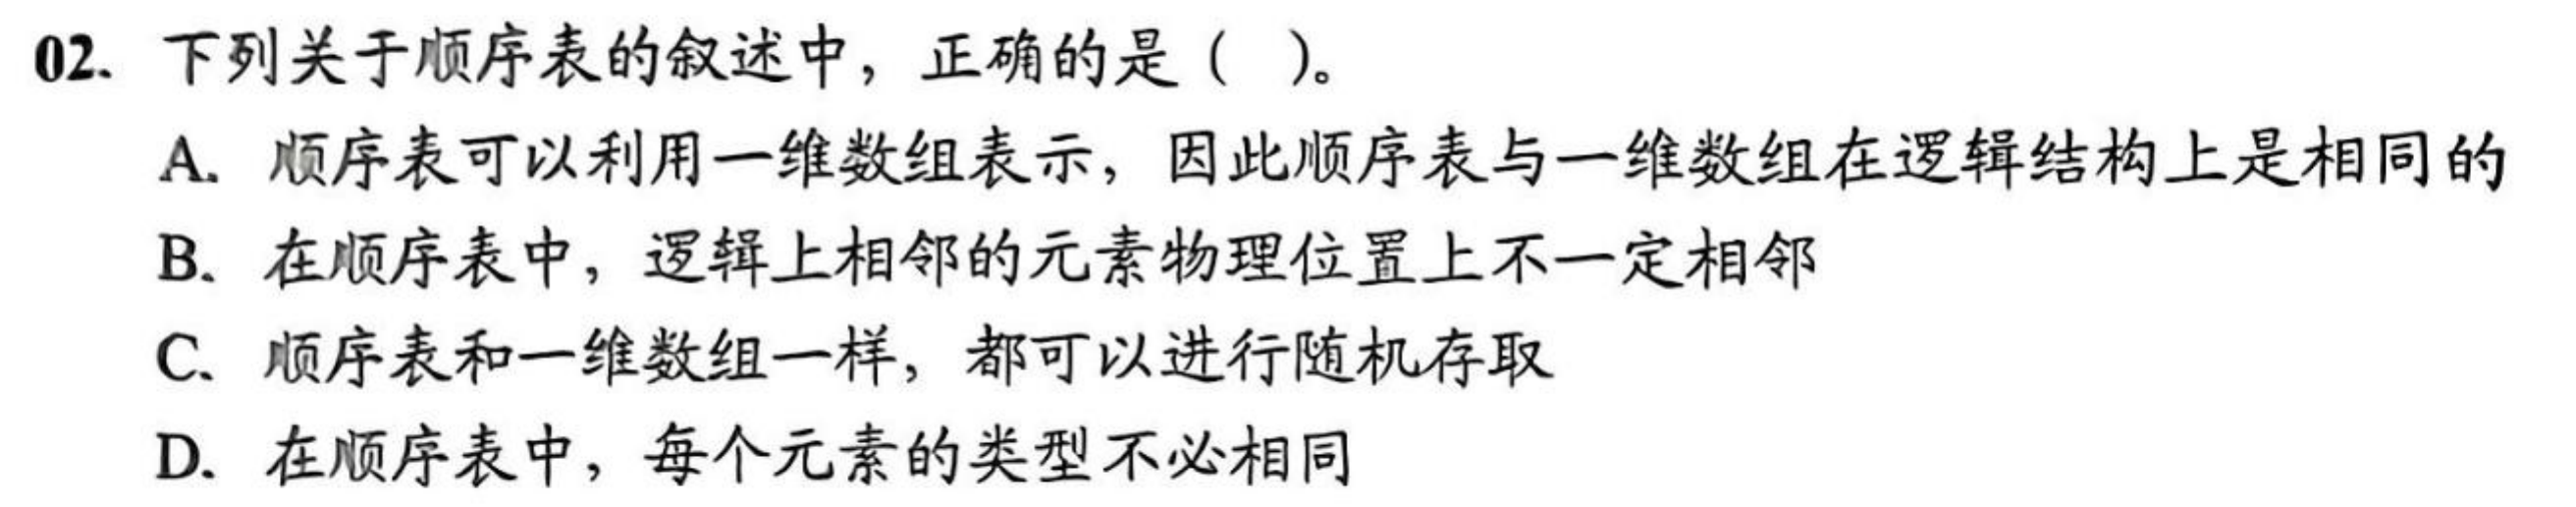 02. 下列关于顺序表的叙述中，正确的是（ ）。
A. 顺序表可以利用一维数组表示，因此顺序表与一维数组在逻辑结构上是相同的
B. 在顺序表中，逻辑上相邻的元素物理位置上不一定相邻
C. 顺序表和一维数组一样，都可以进行随机存取
D. 在顺序表中，每个元素的类型不必相同